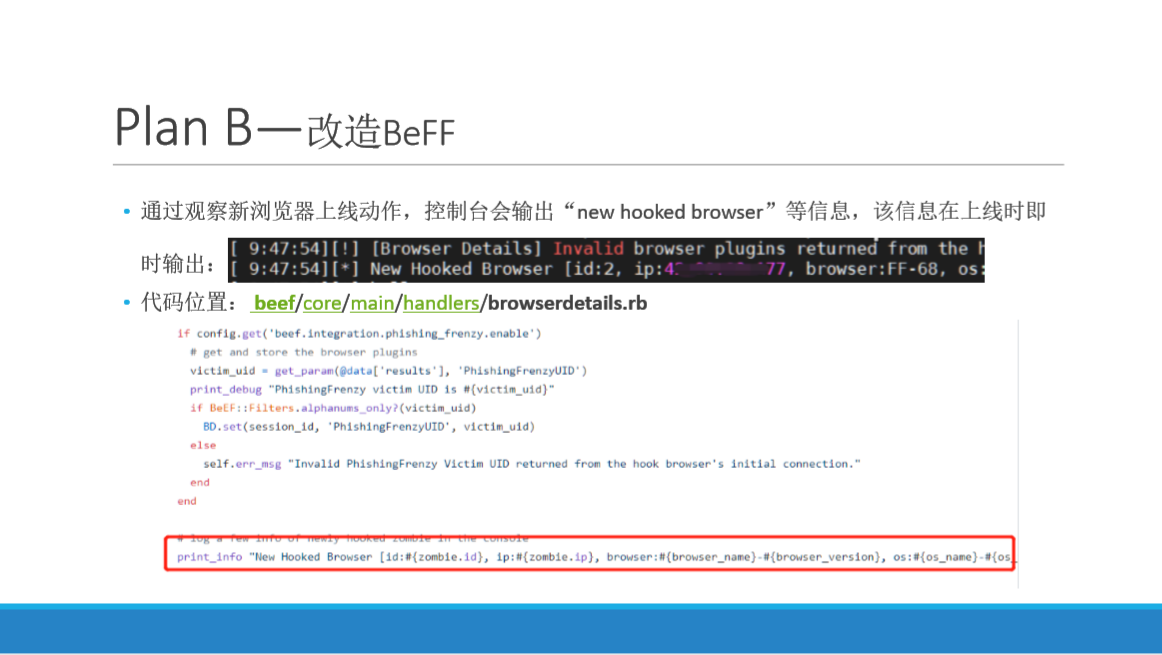 Plan B—改造BeFF
• 通过观察新浏览器上线动作，控制台会输出“new hooked browser”等信息，该信息在上线时即
时输出：
[ 9:47:54][!] [Browser Details] Invalid browser plugins returned from the h
[ 9:47:54][*] New Hooked Browser [id:2, ip:4 77, browser:FF-68, os:
• 代码位置： beef/core/main/handlers/browserdetails.rb
if config.get('beef.integration.phishing_frenzy.enable')
# get and store the browser plugins
victim_uid = get_param(@data['results'], 'PhishingFrenzyUID')
print_debug "PhishingFrenzy victim UID is #{victim_uid}"
if BeEF::Filters.alphanums_only?(victim_uid)
BD.set(session_id, 'PhishingFrenzyUID', victim_uid)
else
self.err_msg "Invalid PhishingFrenzy Victim UID returned from the hook browser's initial connection."
end
end
# log a few info of newly hooked zombie in the console
print_info "New Hooked Browser [id:#{zombie.id}, ip:#{zombie.ip}, browser:#{browser_name}-#{browser_version}, os:#{os_name}-#{os_